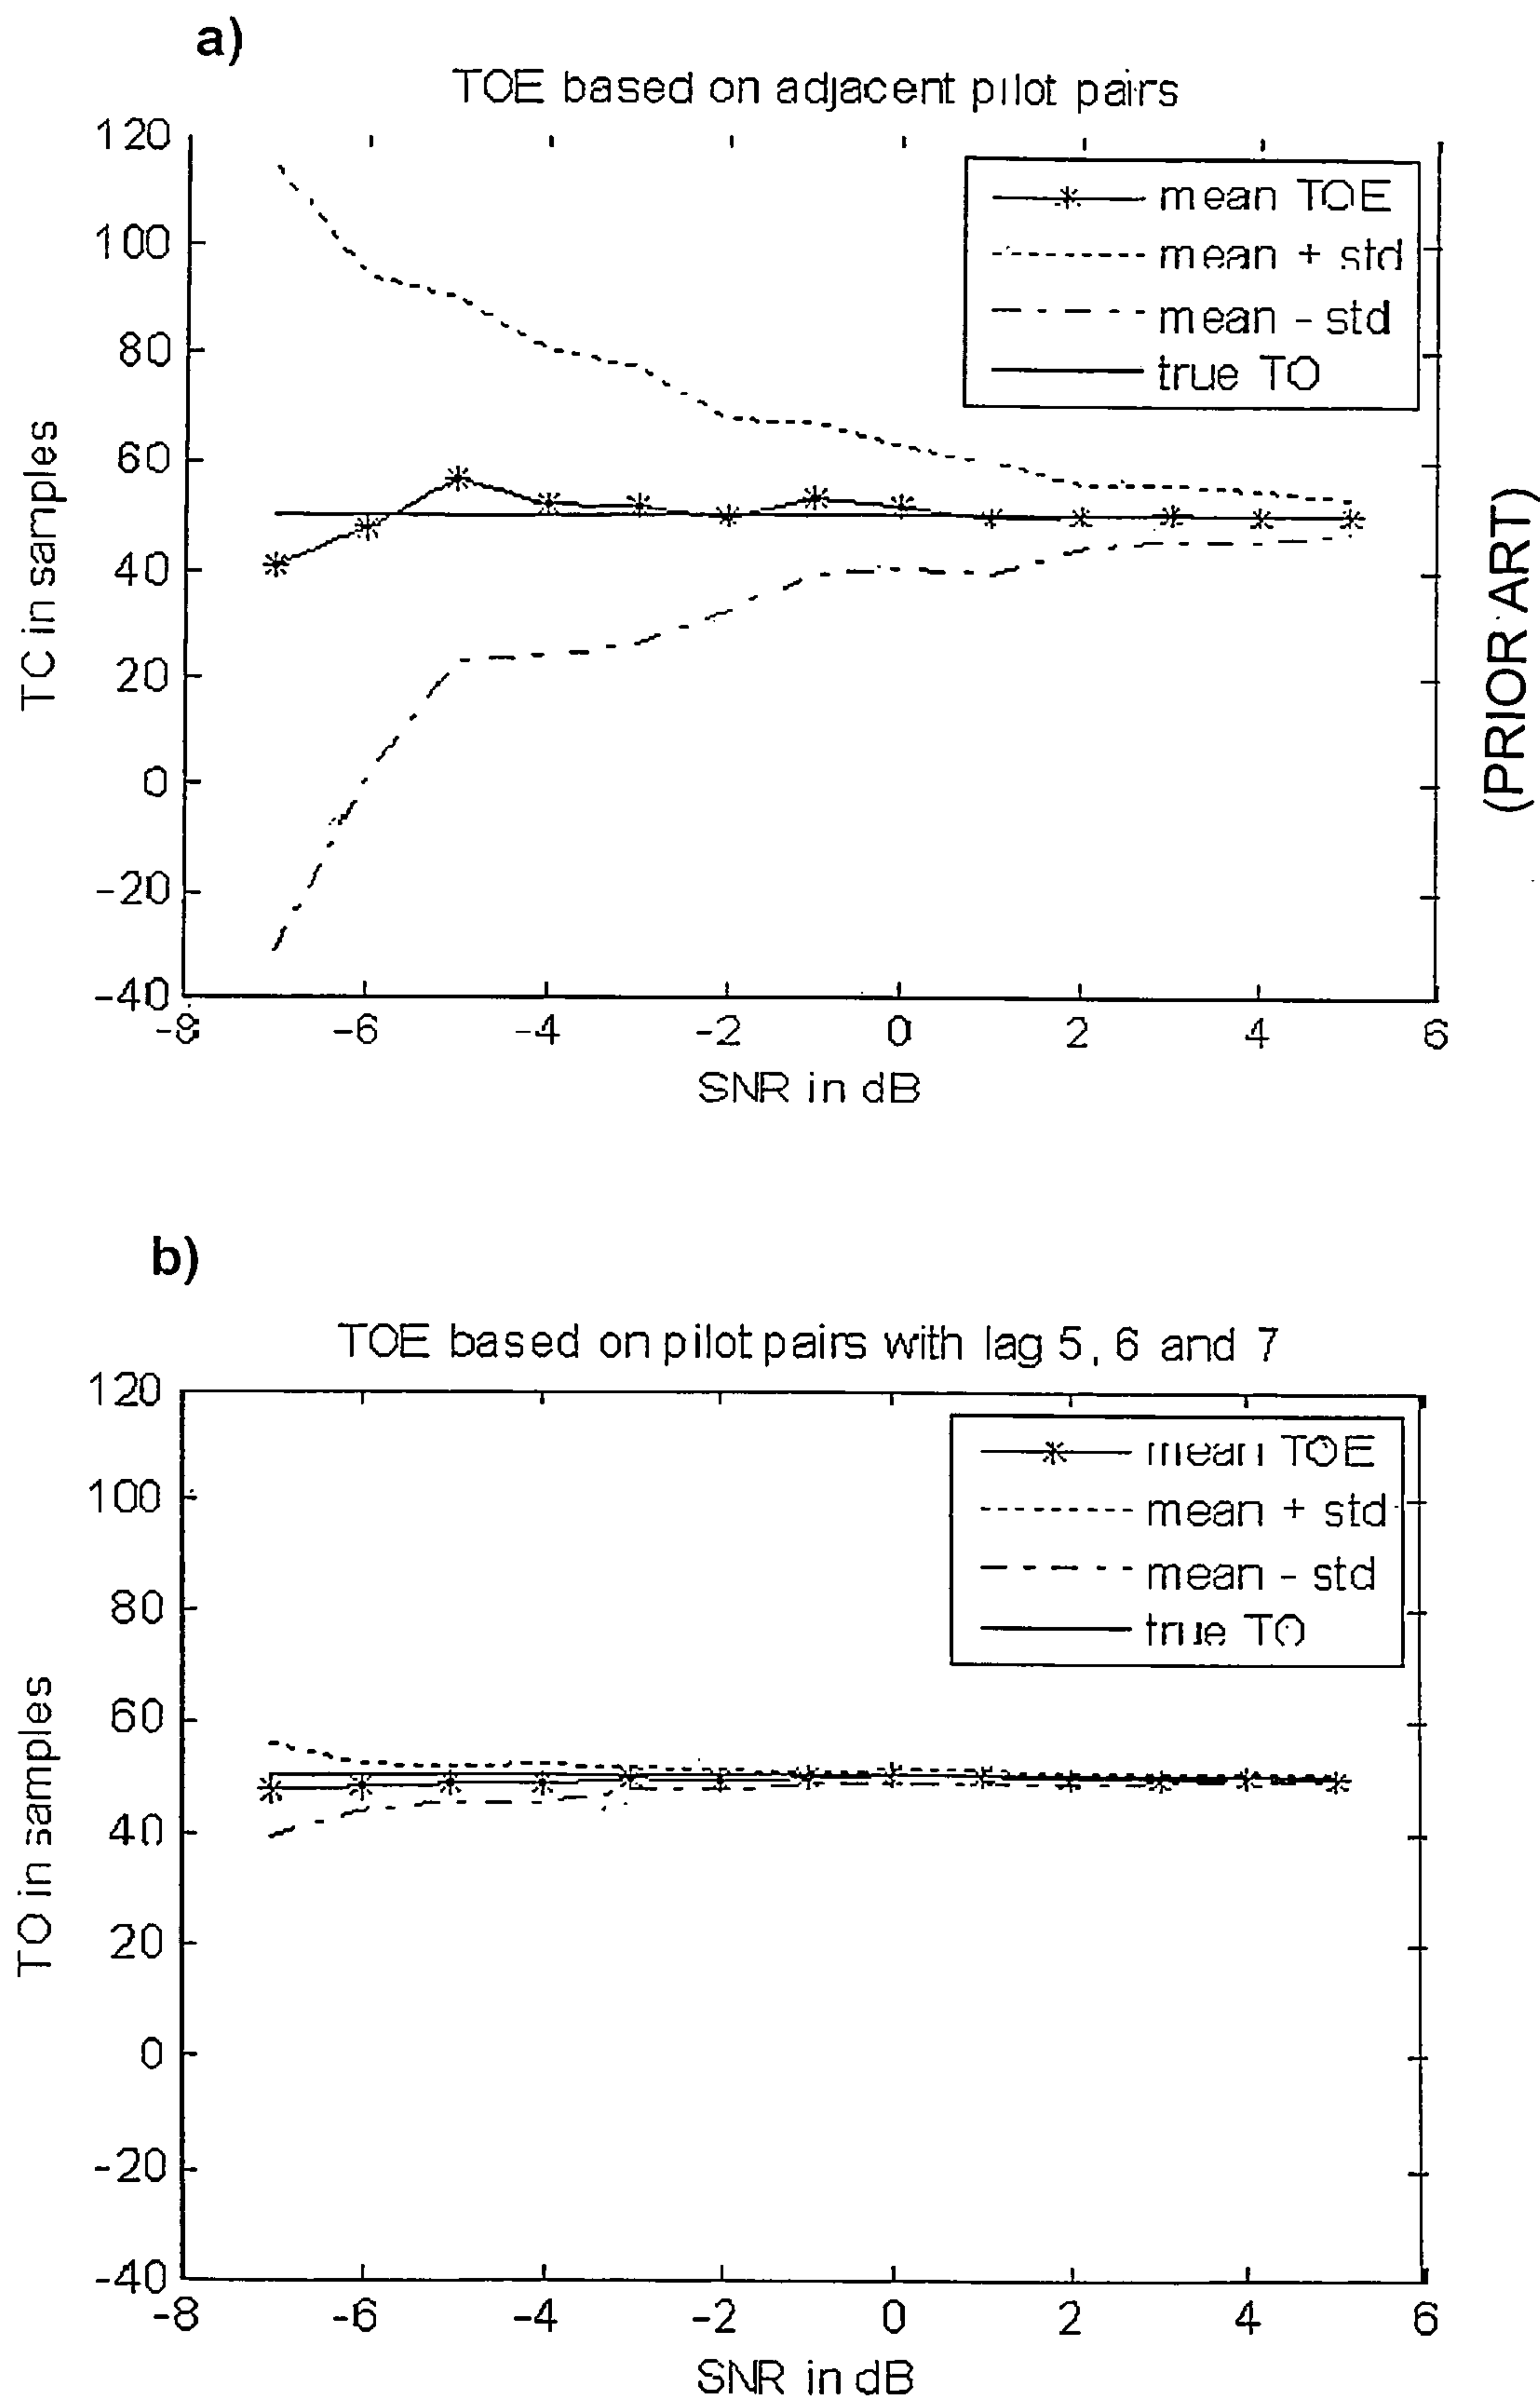 a)
TOE based on adjacent pilot pairs
120
100
80
60
40
20
0
-20
-40
-8
-6
-4
-2
0
2
4
6
TC in samples
SNR in dB
mean TOE
mean + std
mean - std
true TO
(PRIOR ART)
b)
TOE based on pilot pairs with lag 5, 6 and 7
120
100
80
60
40
20
0
-20
-40
-8
-6
-4
-2
0
2
4
6
TO in samples
SNR in dB
mean TOE
mean + std
mean - std
true TO